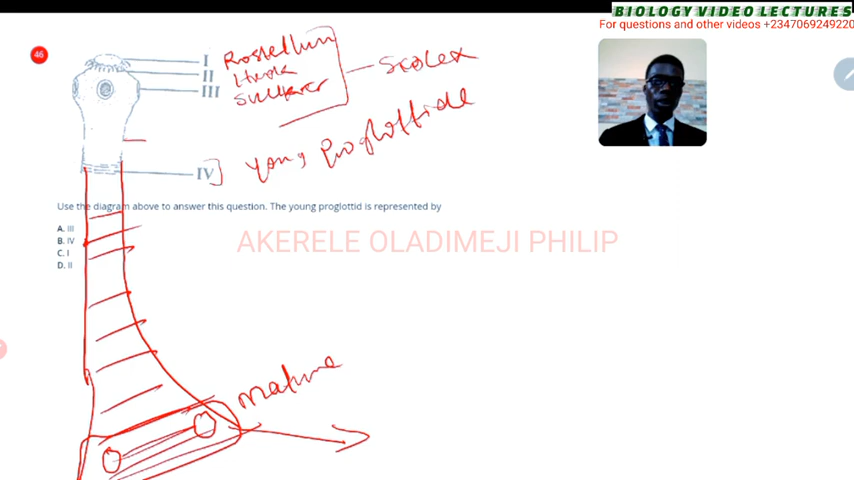 BIOLOGY VIDEO LECTURES
For questions and other videos +2347069249220
46
I Rostellum
II Hook
III Sucker
Scolex
IV Young Proglottide
Use the diagram above to answer this question. The young proglottid is represented by
A. III
B. IV
C. I
D. II
AKERELE OLADIMEJI PHILIP
mature